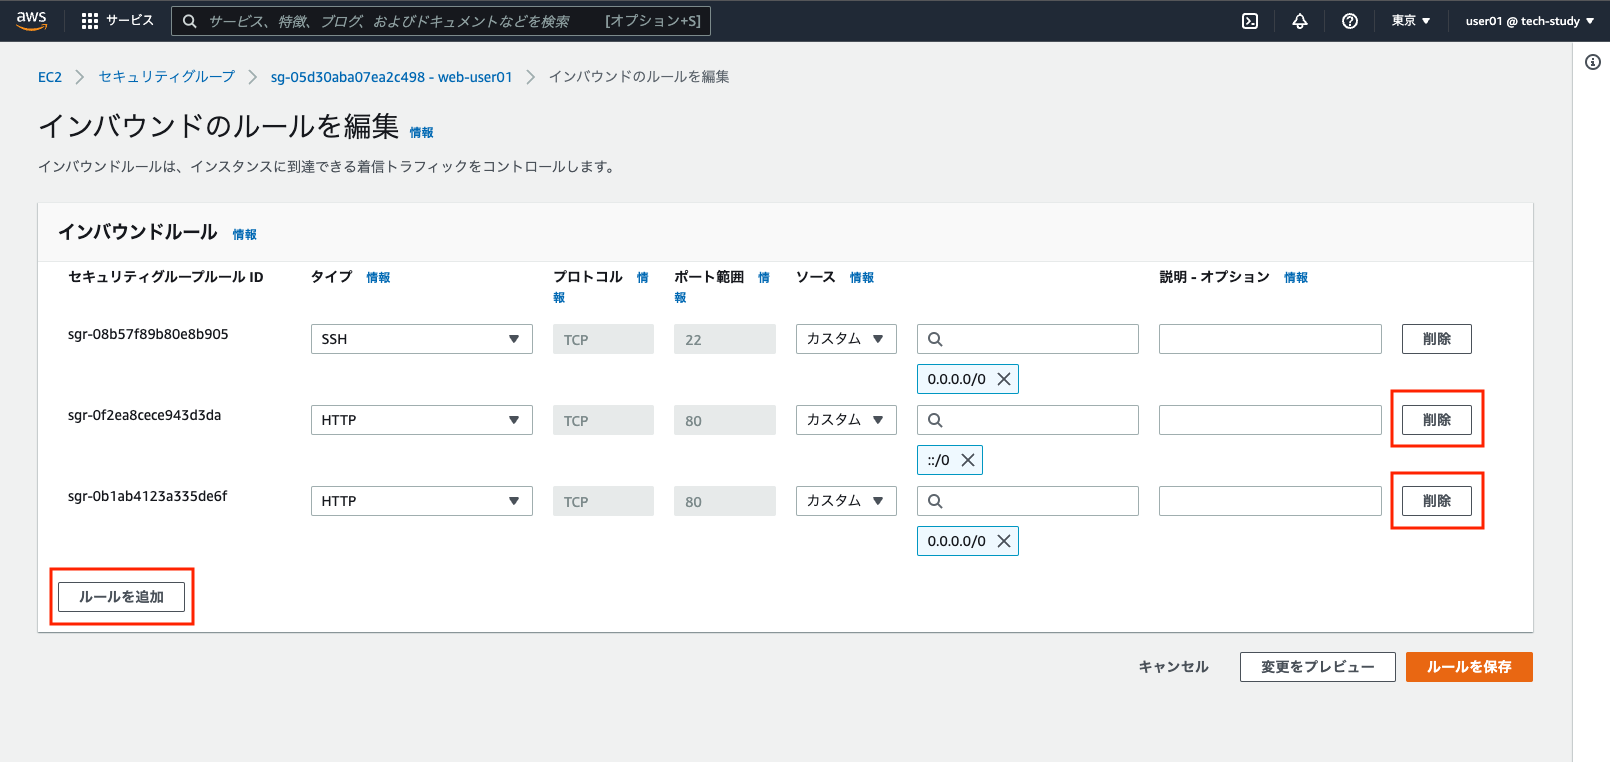 aws サービス サービス、特徴、ブログ、およびドキュメントなどを検索 [オプション+S] 東京 ▼ user01 @ tech-study ▼
EC2 > セキュリティグループ > sg-05d30aba07ea2c498 - web-user01 > インバウンドのルールを編集
インバウンドのルールを編集 情報
インバウンドルールは、インスタンスに到達できる着信トラフィックをコントロールします。
インバウンドルール 情報
セキュリティグループルール ID タイプ 情報 プロトコル 情報 ポート範囲 情報 ソース 情報 説明 - オプション 情報
sgr-08b57f89b80e8b905 SSH TCP 22 カスタム 削除
0.0.0.0/0
sgr-0f2ea8cece943d3da HTTP TCP 80 カスタム 削除
::/0
sgr-0b1ab4123a335de6f HTTP TCP 80 カスタム 削除
0.0.0.0/0
ルールを追加
キャンセル 変更をプレビュー ルールを保存